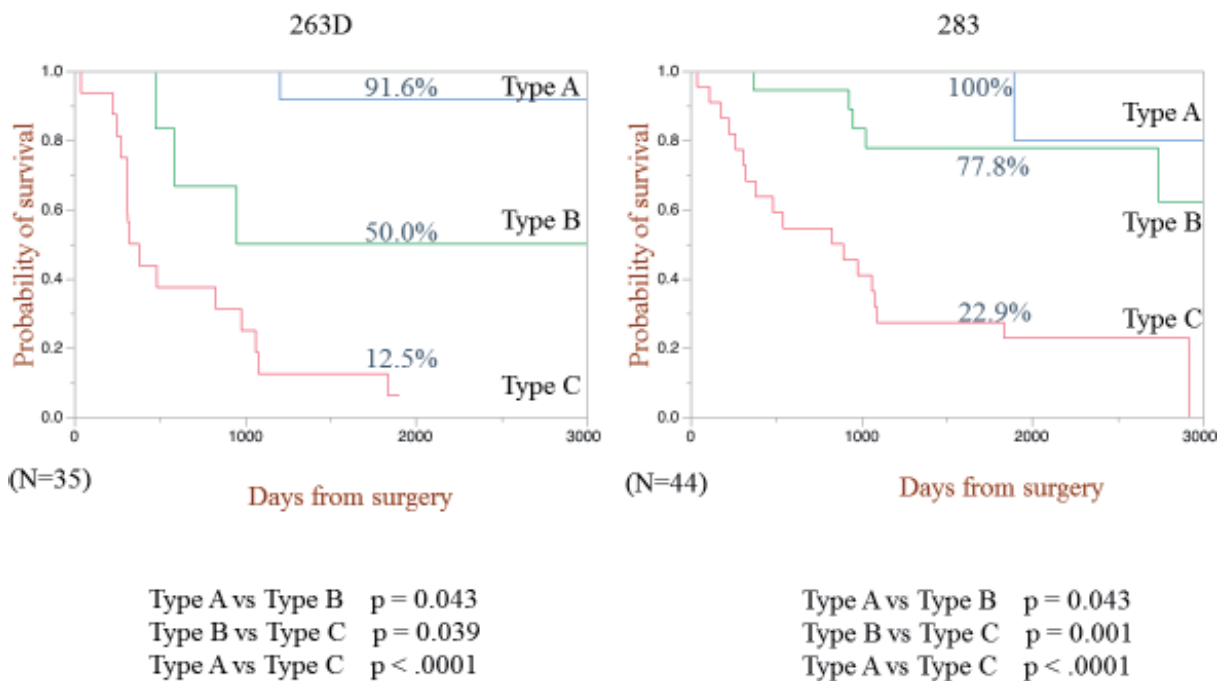 263D
1.0
0.8
0.6
0.4
0.2
0.0
Probability of survival
91.6%
Type A
50.0%
Type B
12.5%
Type C
0
1000
2000
3000
(N=35)
Days from surgery
Type A vs Type B p = 0.043
Type B vs Type C p = 0.039
Type A vs Type C p < .0001
283
1.0
0.8
0.6
0.4
0.2
0.0
Probability of survival
100%
Type A
77.8%
Type B
22.9%
Type C
0
1000
2000
3000
(N=44)
Days from surgery
Type A vs Type B p = 0.043
Type B vs Type C p = 0.001
Type A vs Type C p < .0001